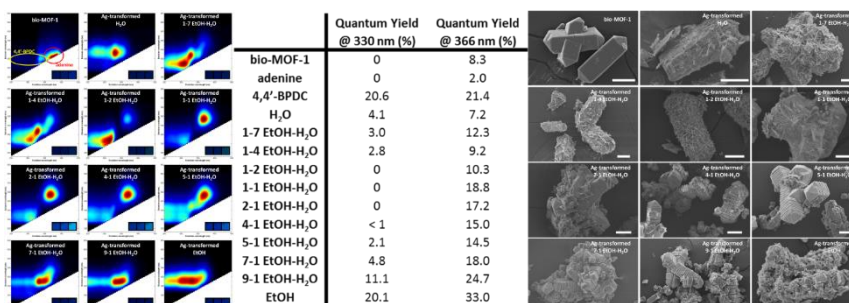 bio-MOF-1
4,4' BPDC
adenine
Ag-transformed
H₂O
Ag-transformed
1-7 EtOH-H₂O
Ag-transformed
1-4 EtOH-H₂O
Ag-transformed
1-2 EtOH-H₂O
Ag-transformed
1-1 EtOH-H₂O
Ag-transformed
2-1 EtOH-H₂O
Ag-transformed
4-1 EtOH-H₂O
Ag-transformed
5-1 EtOH-H₂O
Ag-transformed
7-1 EtOH-H₂O
Ag-transformed
9-1 EtOH-H₂O
Ag-transformed
EtOH
Quantum Yield @ 330 nm (%) Quantum Yield @ 366 nm (%)
bio-MOF-1 0 8.3
adenine 0 2.0
4,4'-BPDC 20.6 21.4
H₂O 4.1 7.2
1-7 EtOH-H₂O 3.0 12.3
1-4 EtOH-H₂O 2.8 9.2
1-2 EtOH-H₂O 0 10.3
1-1 EtOH-H₂O 0 18.8
2-1 EtOH-H₂O 0 17.2
4-1 EtOH-H₂O < 1 15.0
5-1 EtOH-H₂O 2.1 14.5
7-1 EtOH-H₂O 4.8 18.0
9-1 EtOH-H₂O 11.1 24.7
EtOH 20.1 33.0
bio-MOF-1
Ag-transformed
H₂O
Ag-transformed
1-7 EtOH-H₂O
Ag-transformed
1-4 EtOH-H₂O
Ag-transformed
1-2 EtOH-H₂O
Ag-transformed
1-1 EtOH-H₂O
Ag-transformed
2-1 EtOH-H₂O
Ag-transformed
4-1 EtOH-H₂O
Ag-transformed
5-1 EtOH-H₂O
Ag-transformed
7-1 EtOH-H₂O
Ag-transformed
9-1 EtOH-H₂O
Ag-transformed
EtOH